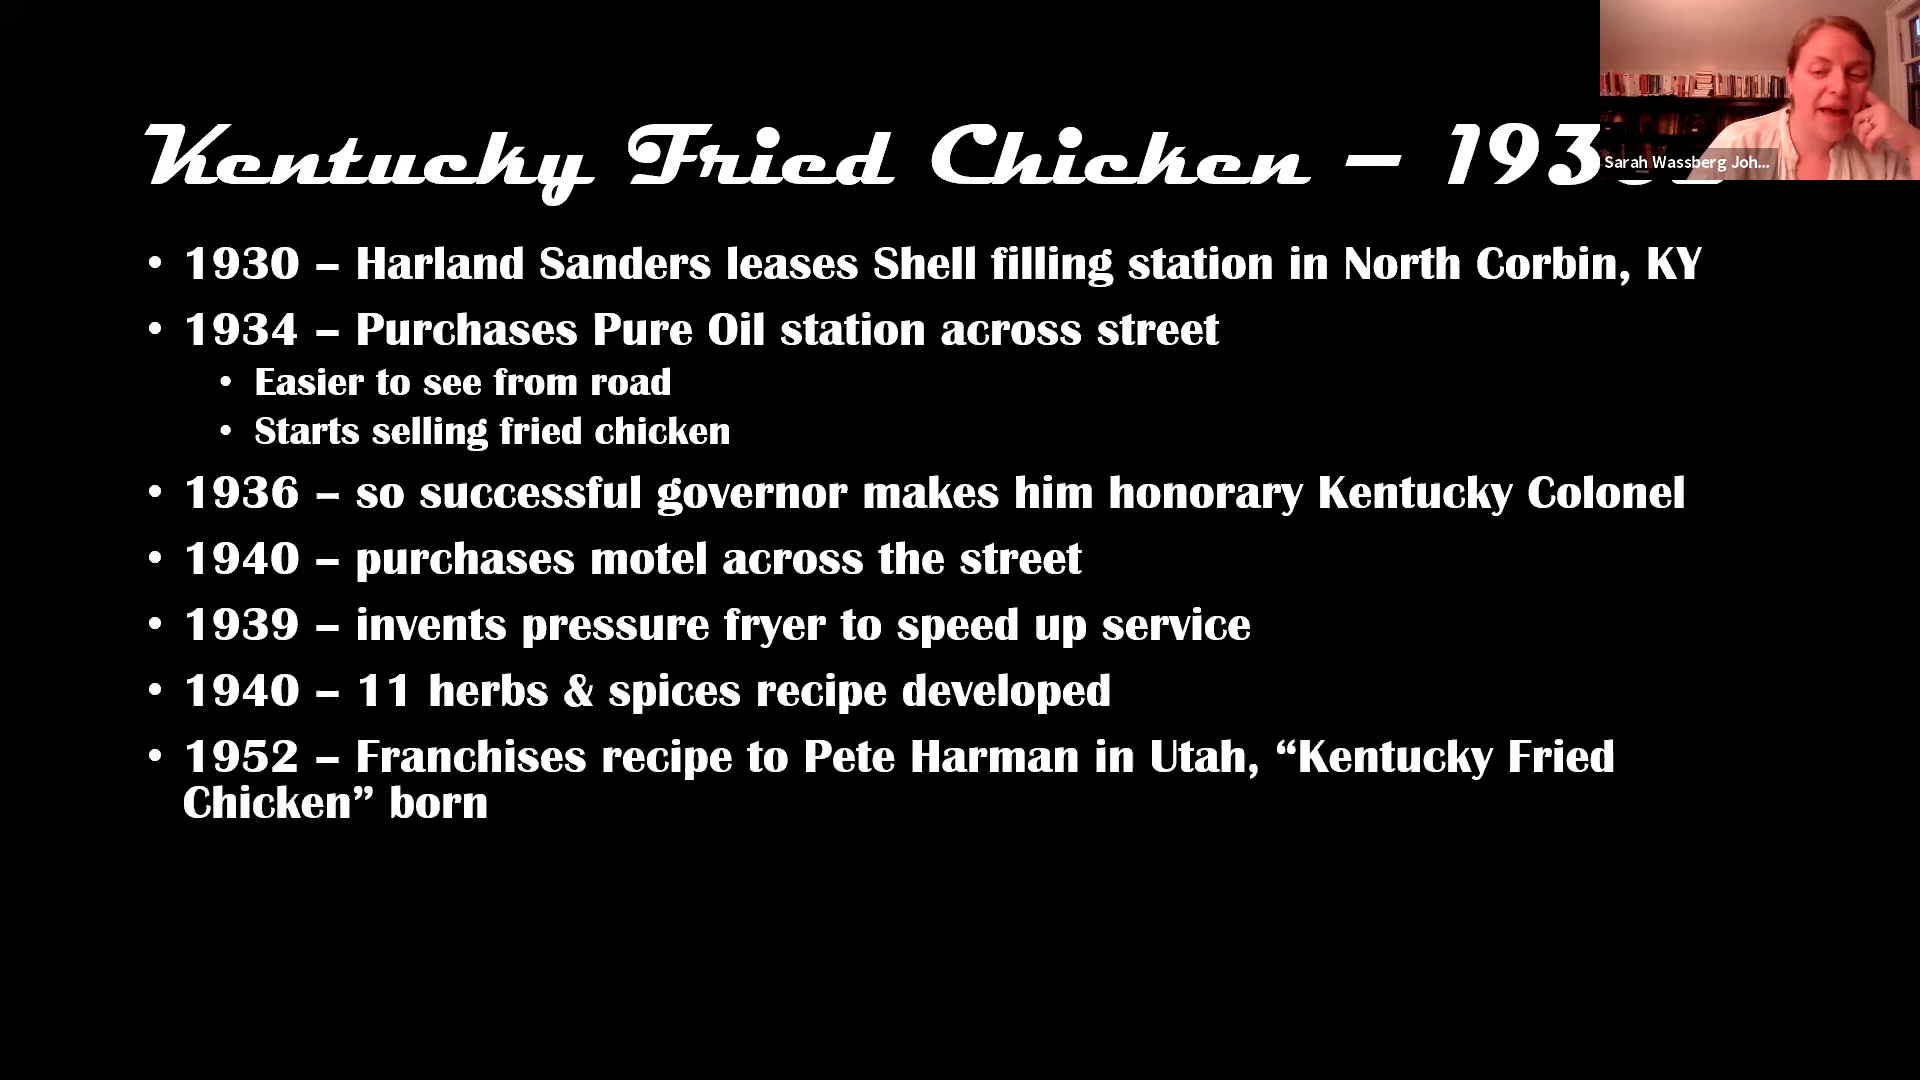 Kentucky Fried Chicken – 193
Sarah Wassberg Joh...
• 1930 – Harland Sanders leases Shell filling station in North Corbin, KY
• 1934 – Purchases Pure Oil station across street
• Easier to see from road
• Starts selling fried chicken
• 1936 – so successful governor makes him honorary Kentucky Colonel
• 1940 – purchases motel across the street
• 1939 – invents pressure fryer to speed up service
• 1940 – 11 herbs & spices recipe developed
• 1952 – Franchises recipe to Pete Harman in Utah, “Kentucky Fried
Chicken” born